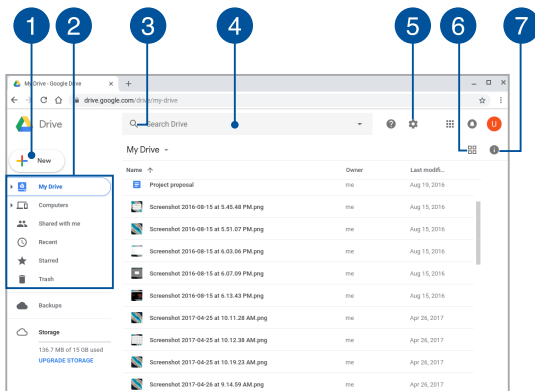 1 2 3 4 5 6 7
My Drive - Google Drive
drive.google.com/drive/my-drive
Drive
Search Drive
U
New
My Drive
Name
Owner
Last modifi...
My Drive
Computers
Shared with me
Recent
Starred
Trash
Backups
Storage
136.7 MB of 15 GB used
UPGRADE STORAGE
Project proposal me Aug 19, 2016
Screenshot 2016-08-15 at 5.45.48 PM.png me Aug 15, 2016
Screenshot 2016-08-15 at 5.51.07 PM.png me Aug 15, 2016
Screenshot 2016-08-15 at 6.03.06 PM.png me Aug 15, 2016
Screenshot 2016-08-15 at 6.07.09 PM.png me Aug 15, 2016
Screenshot 2016-08-15 at 6.13.43 PM.png me Aug 15, 2016
Screenshot 2017-04-25 at 10.11.28 AM.png me Apr 26, 2017
Screenshot 2017-04-25 at 10.12.38 AM.png me Apr 26, 2017
Screenshot 2017-04-25 at 10.19.23 AM.png me Apr 26, 2017
Screenshot 2017-04-26 at 9.14.59 AM.png me Apr 26, 2017